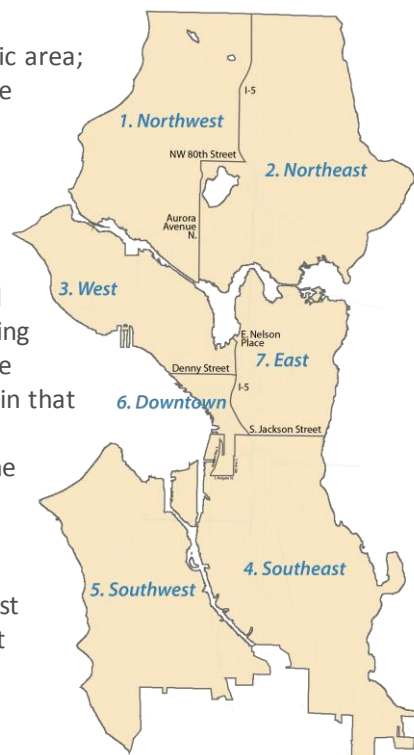 ic area;
e
ing
e
in that
ne
st
t
I-5
1. Northwest
NW 80th Street
2. Northeast
Aurora
Avenue
N.
3. West
E. Nelson
Place
7. East
Denny Street
I-5
6. Downtown
S. Jackson Street
4. Southeast
5. Southwest